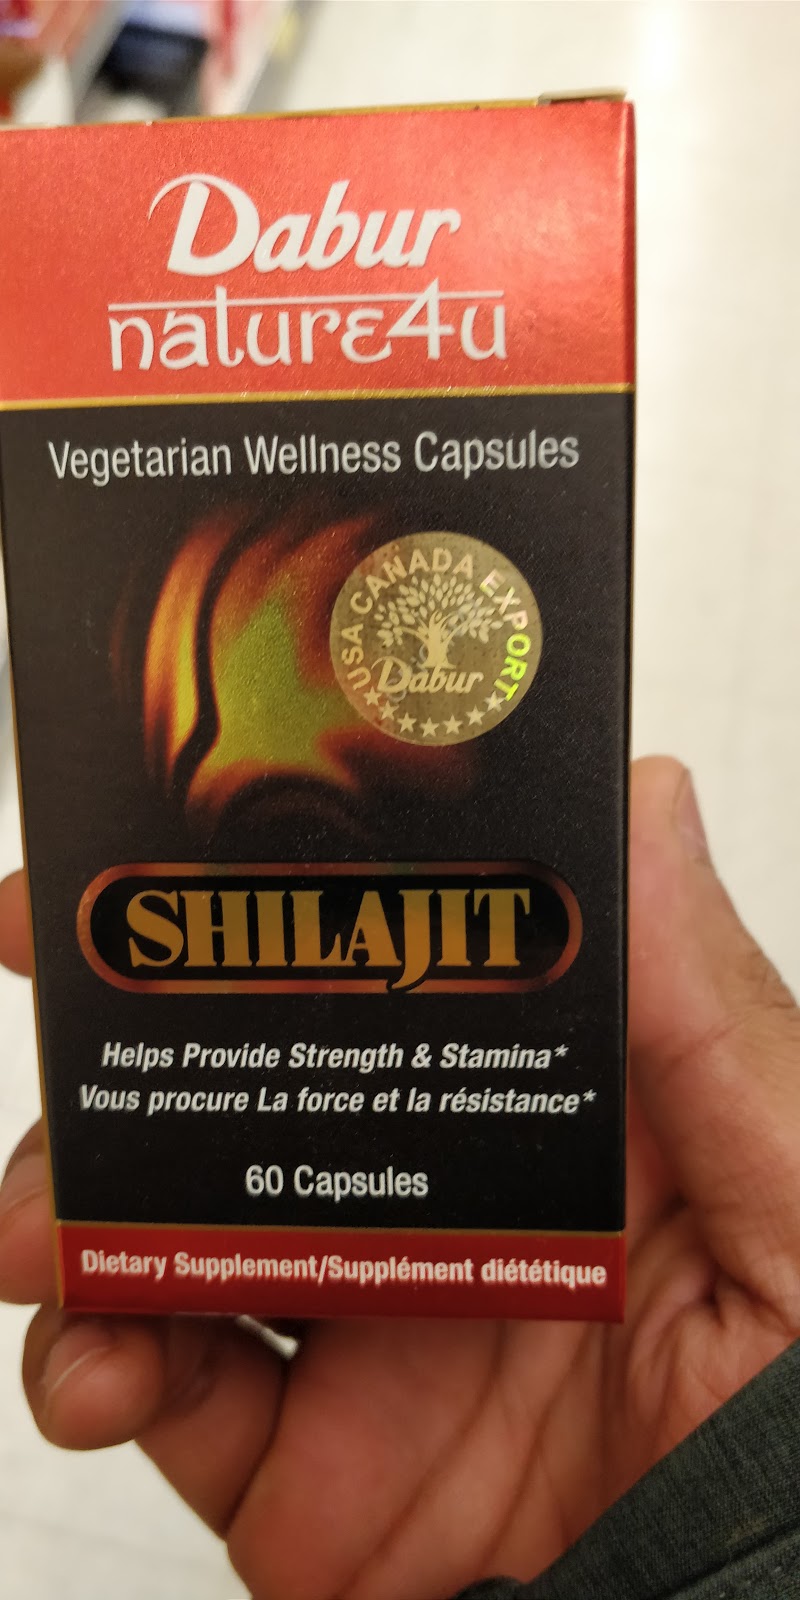 Dabur
nature4u
Vegetarian Wellness Capsules
USA CANADA EXPORT
Dabur
SHILAJIT
Helps Provide Strength & Stamina*
Vous procure La force et la résistance*
60 Capsules
Dietary Supplement/Supplément diététique